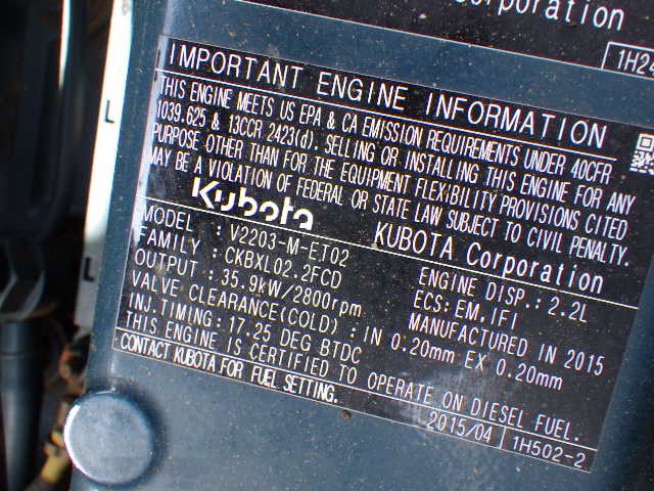 Corporation
1H24
IMPORTANT ENGINE INFORMATION
THIS ENGINE MEETS US EPA & CA EMISSION REQUIREMENTS UNDER 40CFR
1039.625 & 13CCR 2423(d). SELLING OR INSTALLING THIS ENGINE FOR ANY
PURPOSE OTHER THAN FOR THE EQUIPMENT FLEXIBILITY PROVISIONS CITED
MAY BE A VIOLATION OF FEDERAL OR STATE LAW SUBJECT TO CIVIL PENALTY.
Kubota KUBOTA Corporation
MODEL : V2203-M-ET02 ENGINE DISP.: 2.2L
FAMILY : CKBXL02.2FCD ECS: EM.IFI
OUTPUT : 35.9kW/2800rpm MANUFACTURED IN 2015
VALVE CLEARANCE(COLD) : IN 0.20mm EX 0.20mm
INJ.TIMING: 17.25 DEG BTDC
THIS ENGINE IS CERTIFIED TO OPERATE ON DIESEL FUEL.
CONTACT KUBOTA FOR FUEL SETTING. 2015/04 1H502-2
L
L